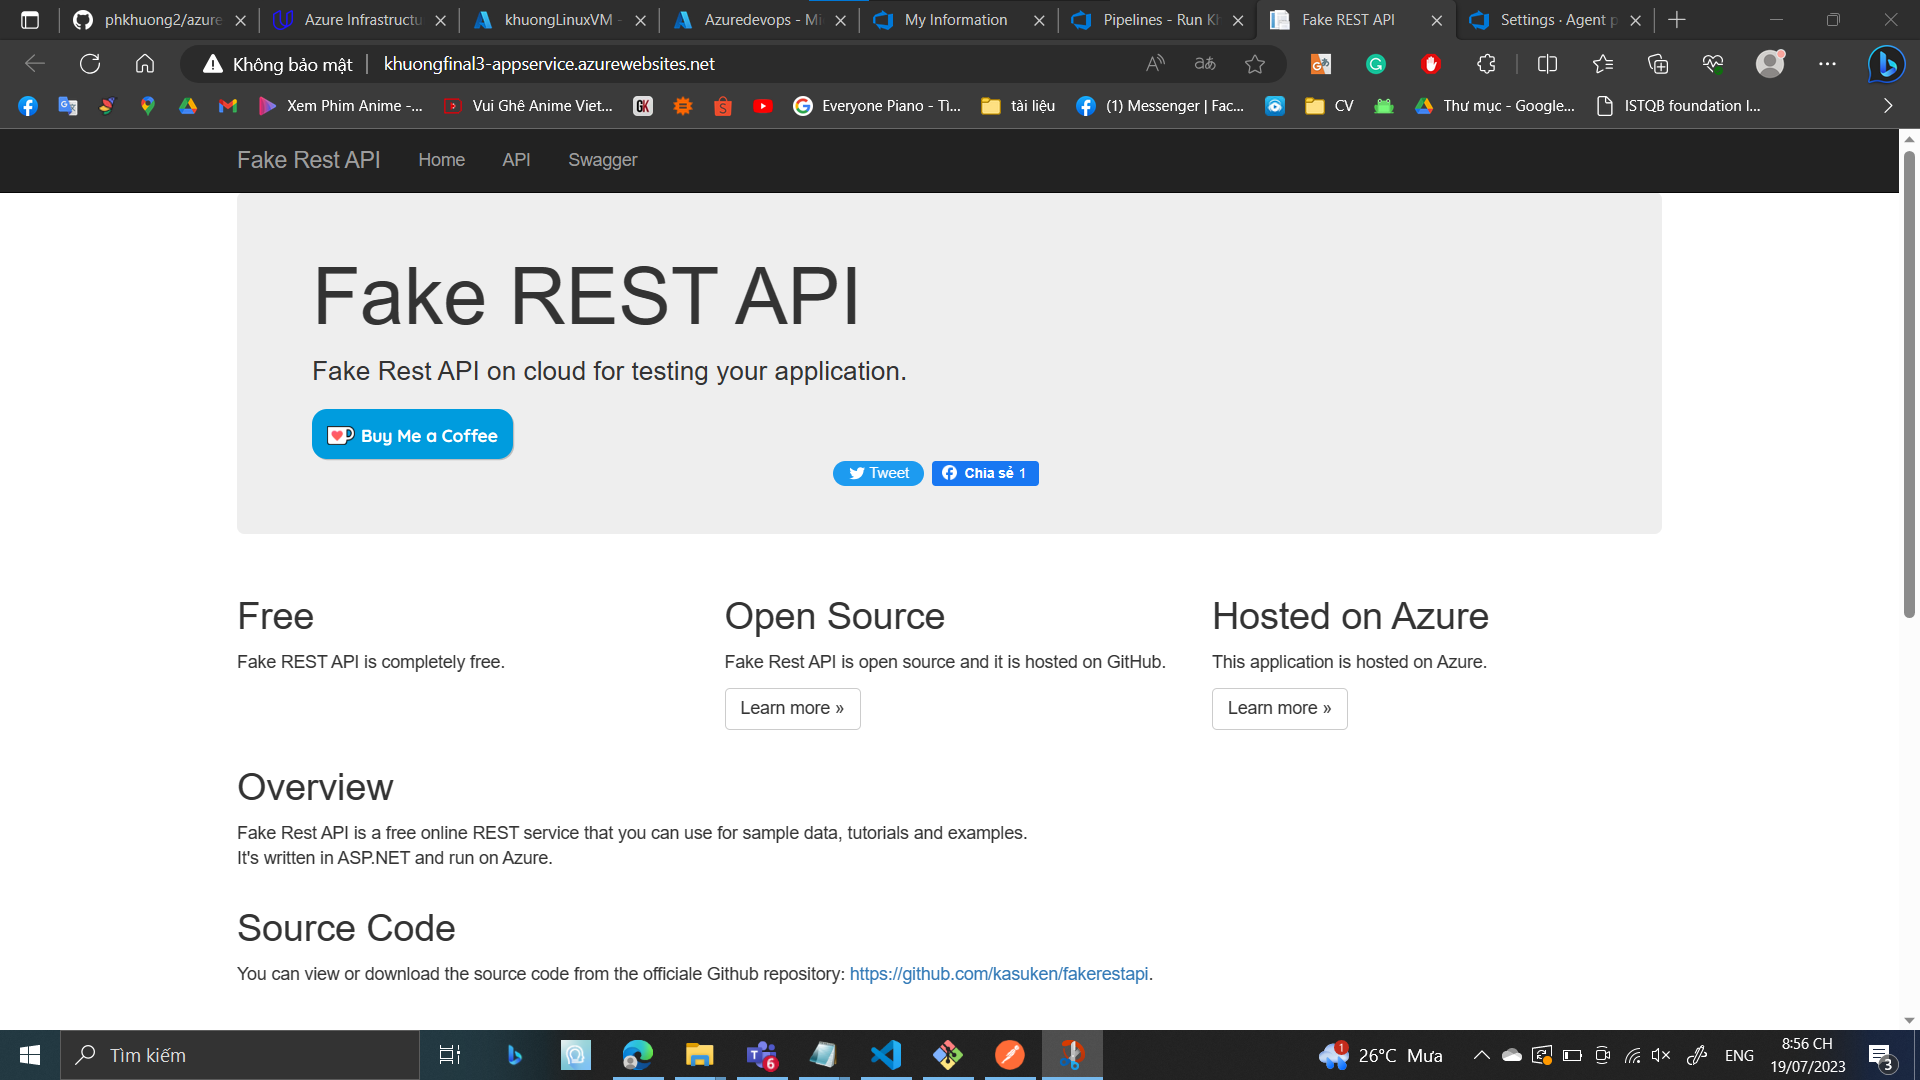 phkhuong2/azure
Azure Infrastructu
khuongLinuxVM -
Azuredevops - Mi
My Information
Pipelines - Run Kh
Fake REST API
Settings · Agent p
Không bảo mật
khuongfinal3-appservice.azurewebsites.net
Xem Phim Anime -...
Vui Ghê Anime Viet...
Everyone Piano - Tì...
tài liệu
(1) Messenger | Fac...
CV
Thư mục - Google...
ISTQB foundation l...
Fake Rest API
Home
API
Swagger
Fake REST API
Fake Rest API on cloud for testing your application.
Buy Me a Coffee
Tweet
Chia sẻ 1
Free
Fake REST API is completely free.
Open Source
Fake Rest API is open source and it is hosted on GitHub.
Learn more »
Hosted on Azure
This application is hosted on Azure.
Learn more »
Overview
Fake Rest API is a free online REST service that you can use for sample data, tutorials and examples.
It's written in ASP.NET and run on Azure.
Source Code
You can view or download the source code from the officiale Github repository: https://github.com/kasuken/fakerestapi.
Tìm kiếm
6
1
26°C Mưa
ENG
8:56 CH
19/07/2023
3